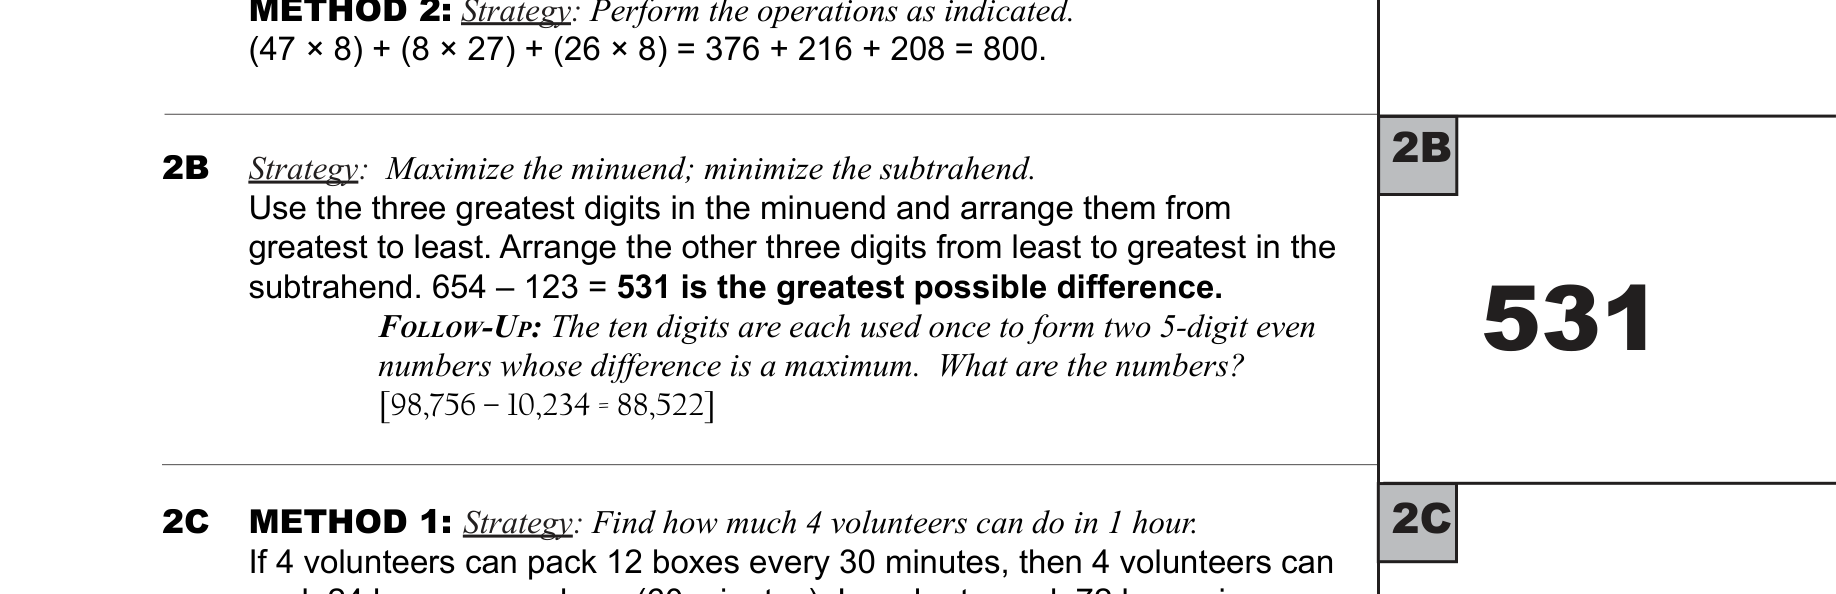 METHOD 2: Strategy: Perform the operations as indicated.
(47 × 8) + (8 × 27) + (26 × 8) = 376 + 216 + 208 = 800.
2B Strategy: Maximize the minuend; minimize the subtrahend.
Use the three greatest digits in the minuend and arrange them from
greatest to least. Arrange the other three digits from least to greatest in the
subtrahend. 654 – 123 = 531 is the greatest possible difference.
FOLLOW-UP: The ten digits are each used once to form two 5-digit even
numbers whose difference is a maximum. What are the numbers?
[98,756 – 10,234 = 88,522]
2B
531
2C METHOD 1: Strategy: Find how much 4 volunteers can do in 1 hour.
If 4 volunteers can pack 12 boxes every 30 minutes, then 4 volunteers can
2C